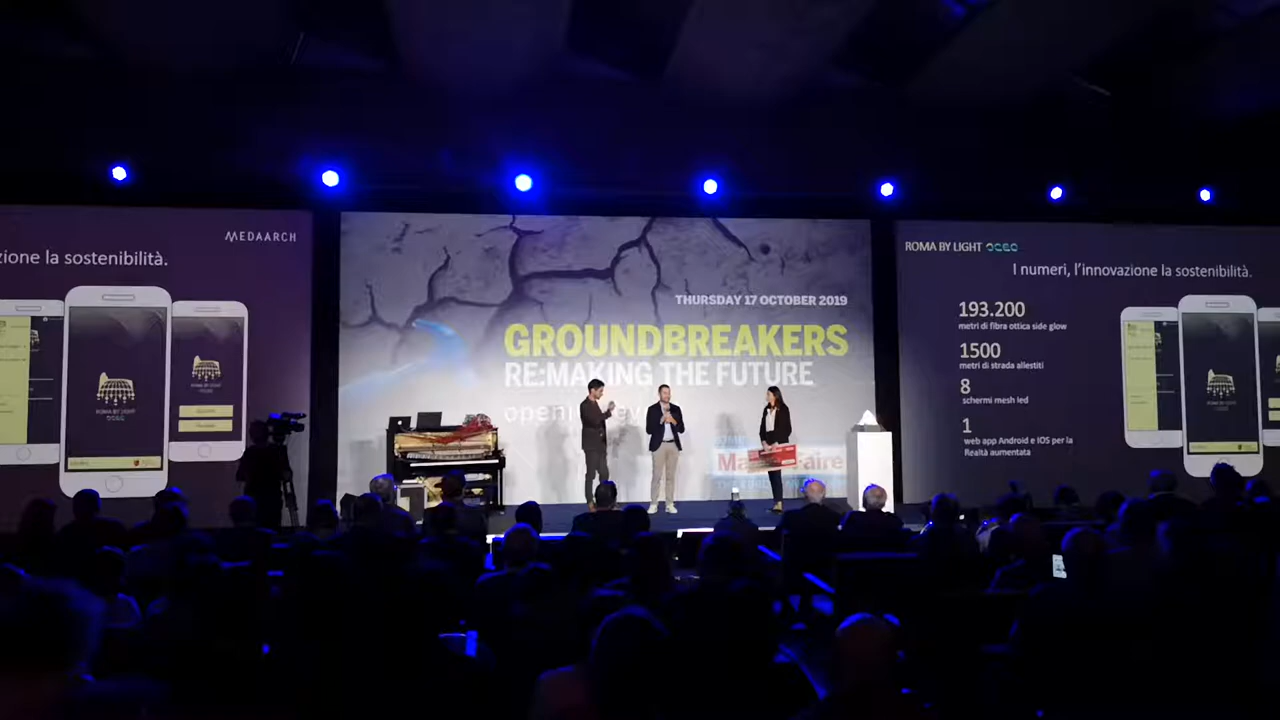 zione la sostenibilità.
MEDAARCH
ROMA BY LIGHT
THURSDAY 17 OCTOBER 2019
GROUNDBREAKERS
RE:MAKING THE FUTURE
ROMA BY LIGHT
I numeri, l'innovazione la sostenibilità.
193.200
metri di fibra ottica side glow
1500
metri di strada allestiti
8
schermi mesh led
1
web app Android e IOS per la
Realtà aumentata